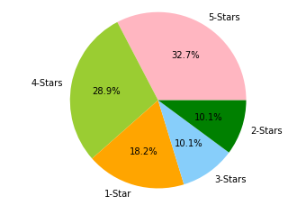 5-Stars
32.7%
4-Stars
28.9%
10.1%
2-Stars
10.1%
18.2%
3-Stars
1-Star